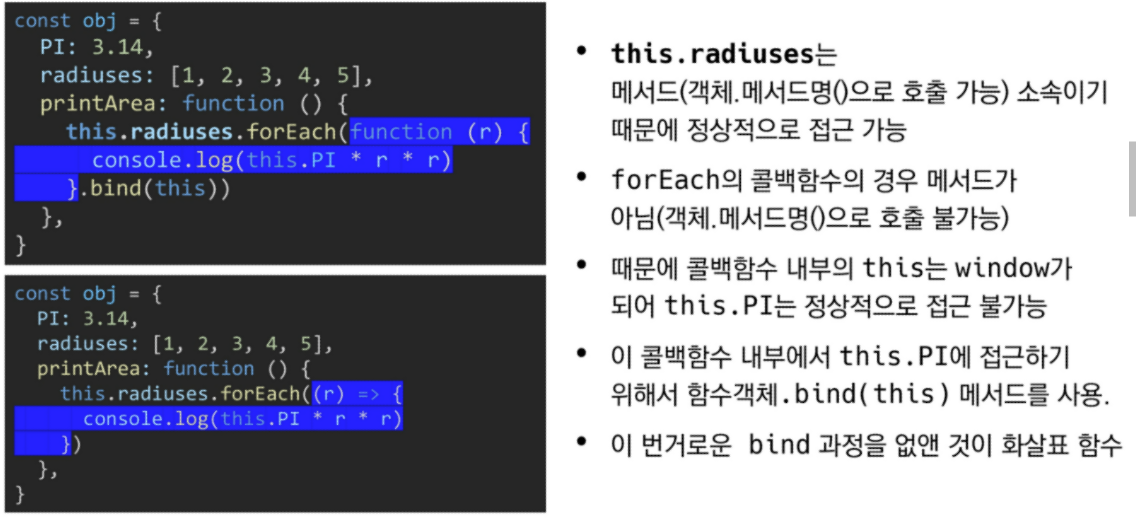 const obj = {
  PI: 3.14,
  radiuses: [1, 2, 3, 4, 5],
  printArea: function () {
    this.radiuses.forEach(function (r) {
      console.log(this.PI * r * r)
    }.bind(this))
  },
}
const obj = {
  PI: 3.14,
  radiuses: [1, 2, 3, 4, 5],
  printArea: function () {
    this.radiuses.forEach((r) => {
      console.log(this.PI * r * r)
    })
  },
}
• this.radiuses는
메서드(객체.메서드명()으로 호출 가능) 소속이기
때문에 정상적으로 접근 가능
• forEach의 콜백함수의 경우 메서드가
아님(객체.메서드명()으로 호출 불가능)
• 때문에 콜백함수 내부의 this는 window가
되어 this.PI는 정상적으로 접근 불가능
• 이 콜백함수 내부에서 this.PI에 접근하기
위해서 함수객체.bind(this) 메서드를 사용.
• 이 번거로운 bind 과정을 없앤 것이 화살표 함수